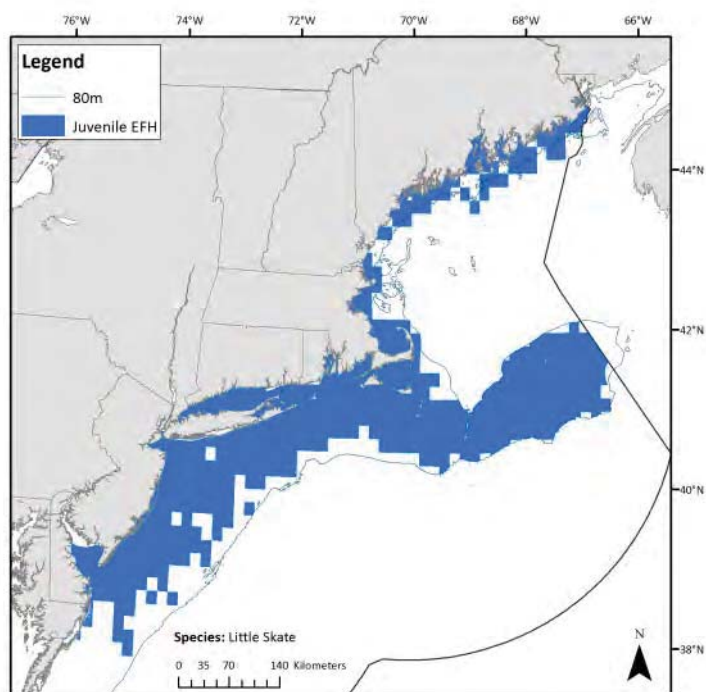 76°W 74°W 72°W 70°W 68°W 66°W
Legend
80m
Juvenile EFH
44°N
42°N
40°N
38°N
Species: Little Skate
0 35 70 140 Kilometers
N